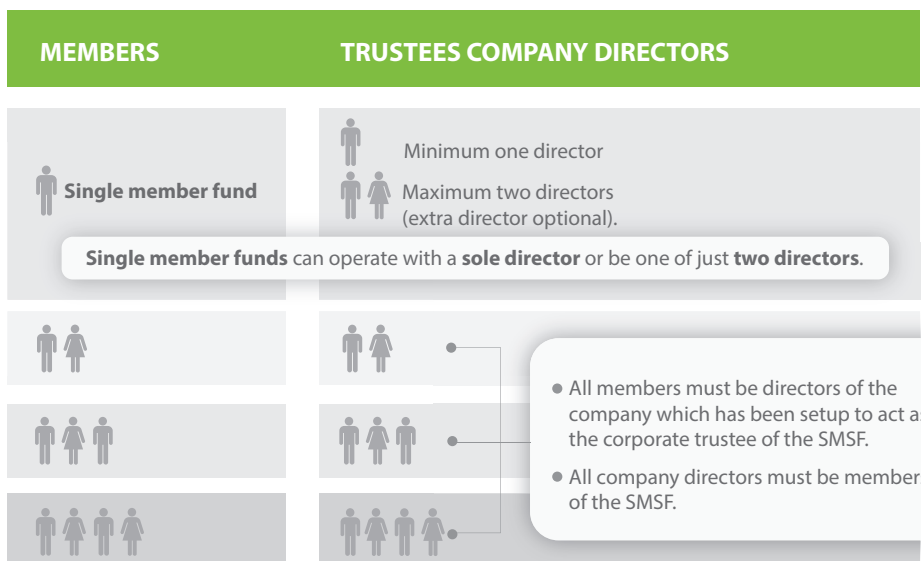 MEMBERS
TRUSTEES COMPANY DIRECTORS
Single member fund
Minimum one director
Maximum two directors
(extra director optional).
Single member funds can operate with a sole director or be one of just two directors.
All members must be directors of the
company which has been setup to act as
the corporate trustee of the SMSF.
All company directors must be member
of the SMSF.